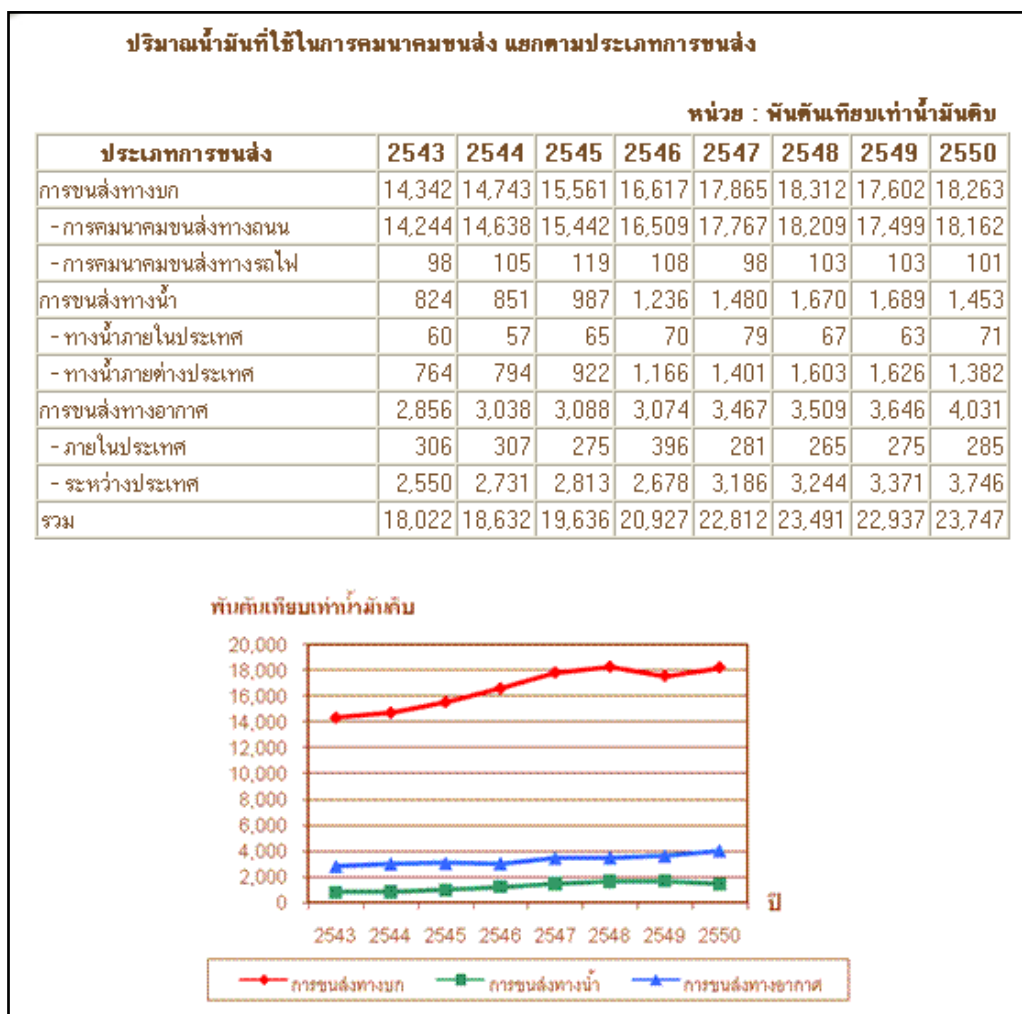 ปริมาณน้ำมันที่ใช้ในการคมนาคมขนส่ง แยกตามประเภทการขนส่ง
หน่วย : พันตันเทียบเท่าน้ำมันดิบ
ประเภทการขนส่ง 2543 2544 2545 2546 2547 2548 2549 2550
การขนส่งทางบก 14,342 14,743 15,561 16,617 17,865 18,312 17,602 18,263
- การคมนาคมขนส่งทางถนน 14,244 14,638 15,442 16,509 17,767 18,209 17,499 18,162
- การคมนาคมขนส่งทางรถไฟ 98 105 119 108 98 103 103 101
การขนส่งทางน้ำ 824 851 987 1,236 1,480 1,670 1,689 1,453
- ทางน้ำภายในประเทศ 60 57 65 70 79 67 63 71
- ทางน้ำภายต่างประเทศ 764 794 922 1,166 1,401 1,603 1,626 1,382
การขนส่งทางอากาศ 2,856 3,038 3,088 3,074 3,467 3,509 3,646 4,031
- ภายในประเทศ 306 307 275 396 281 265 275 285
- ระหว่างประเทศ 2,550 2,731 2,813 2,678 3,186 3,244 3,371 3,746
รวม 18,022 18,632 19,636 20,927 22,812 23,491 22,937 23,747
พันตันเทียบเท่าน้ำมันดิบ
20,000
18,000
16,000
14,000
12,000
10,000
8,000
6,000
4,000
2,000
0
ปี
2543 2544 2545 2546 2547 2548 2549 2550
การขนส่งทางบก การขนส่งทางน้ำ การขนส่งทางอากาศ